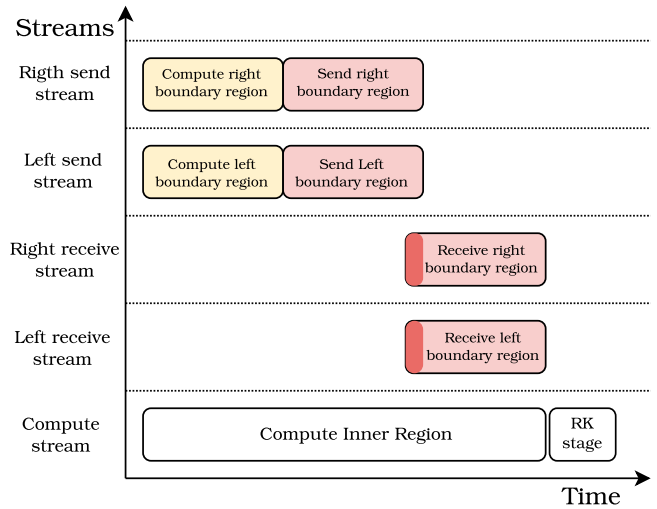 Streams
Rigth send
stream
Compute right
boundary region
Send right
boundary region
Left send
stream
Compute left
boundary region
Send Left
boundary region
Right receive
stream
Receive right
boundary region
Left receive
stream
Receive left
boundary region
Compute
stream
Compute Inner Region
RK
stage
Time